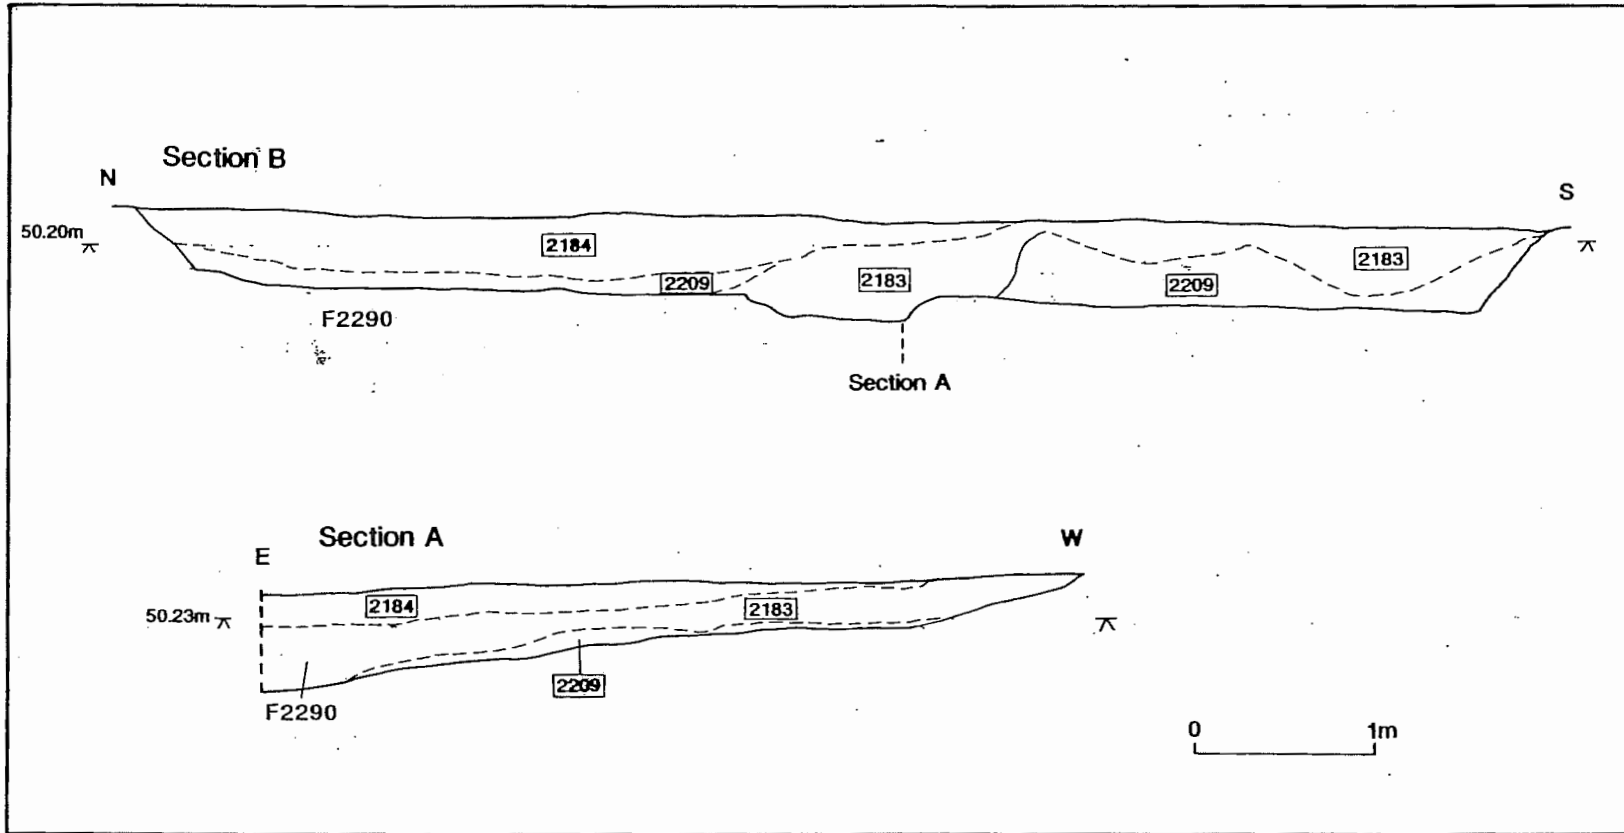 Section B
N
S
50.20m
2184
2183
2209
2183
2209
F2290
Section A
Section A
E
W
50.23m
2184
2183
2209
F2290
0 1m